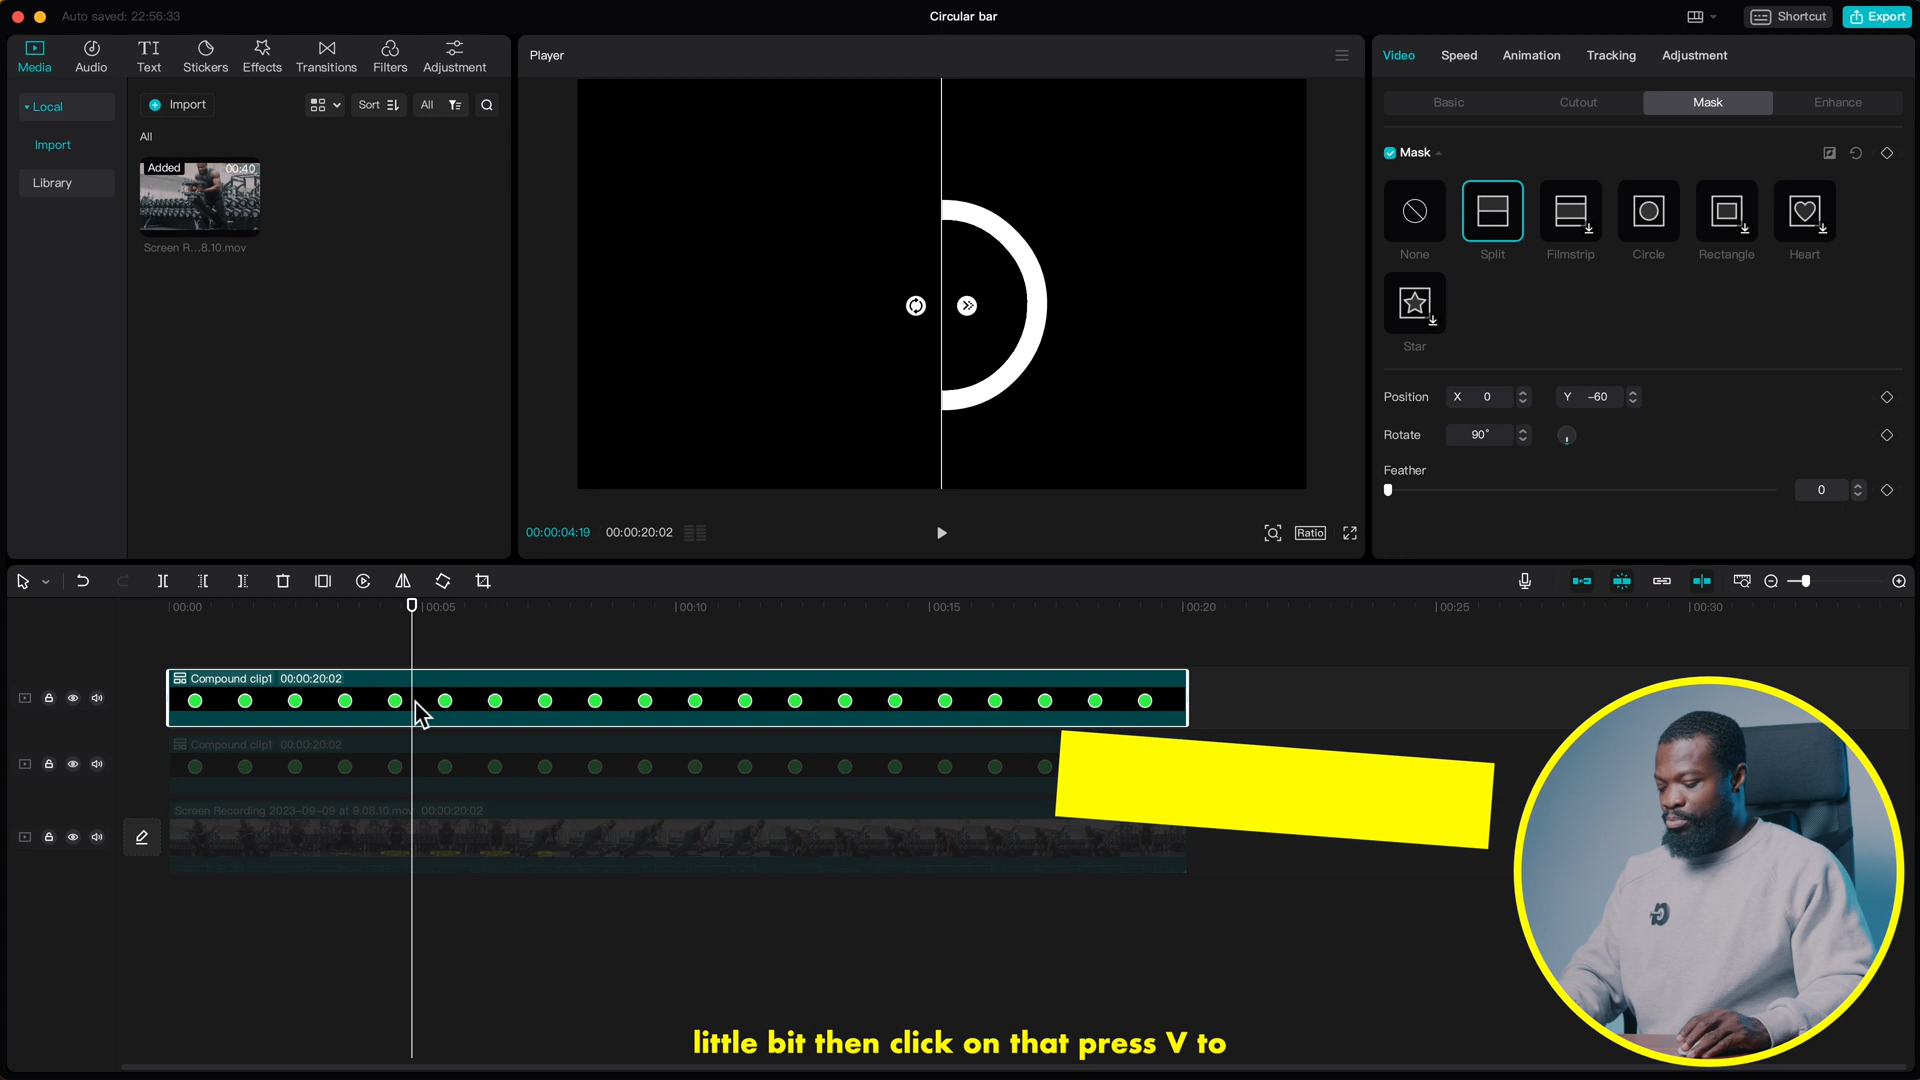 Auto saved: 22:56:33
Circular bar
Shortcut
Export
Media
Audio
Text
Stickers
Effects
Transitions
Filters
Adjustment
Local
Import
Library
Import
Sort
All
All
Added
00:40
Screen R...8.10.mov
Player
00:00:04:19
00:00:20:02
Ratio
Video
Speed
Animation
Tracking
Adjustment
Basic
Cutout
Mask
Enhance
Mask
None
Split
Filmstrip
Circle
Rectangle
Heart
Star
Position X 0 Y -60
Rotate 90°
Feather
0
00:00
00:05
00:10
00:15
00:20
00:25
00:30
Compound clip1 00:00:20:02
Compound clip1 00:00:20:02
Screen Recording 2023-09-09 at 9.08.10.mov 00:00:20:02
little bit then click on that press V to